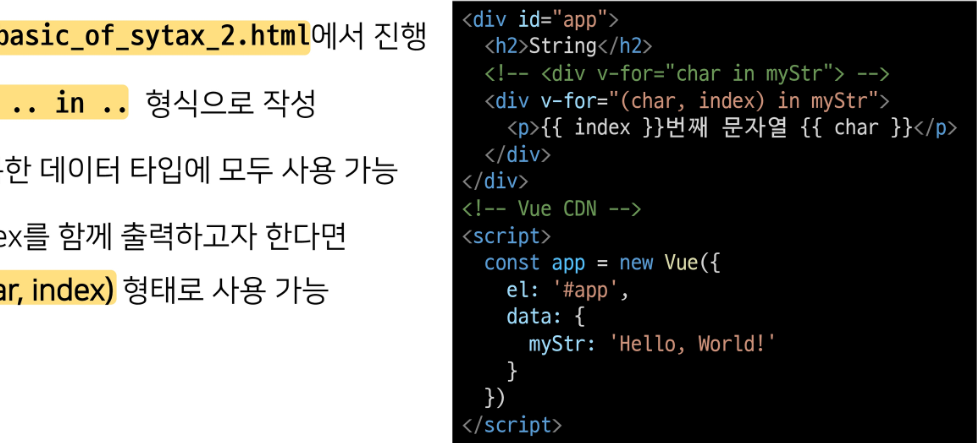 basic_of_sytax_2.html에서 진행
.. in .. 형식으로 작성
한 데이터 타입에 모두 사용 가능
ex를 함께 출력하고자 한다면
ar, index) 형태로 사용 가능
<div id="app">
  <h2>String</h2>
  <!-- <div v-for="char in myStr"> -->
  <div v-for="(char, index) in myStr">
    <p>{{ index }}번째 문자열 {{ char }}</p>
  </div>
</div>
<!-- Vue CDN -->
<script>
  const app = new Vue({
    el: '#app',
    data: {
      myStr: 'Hello, World!'
    }
  })
</script>